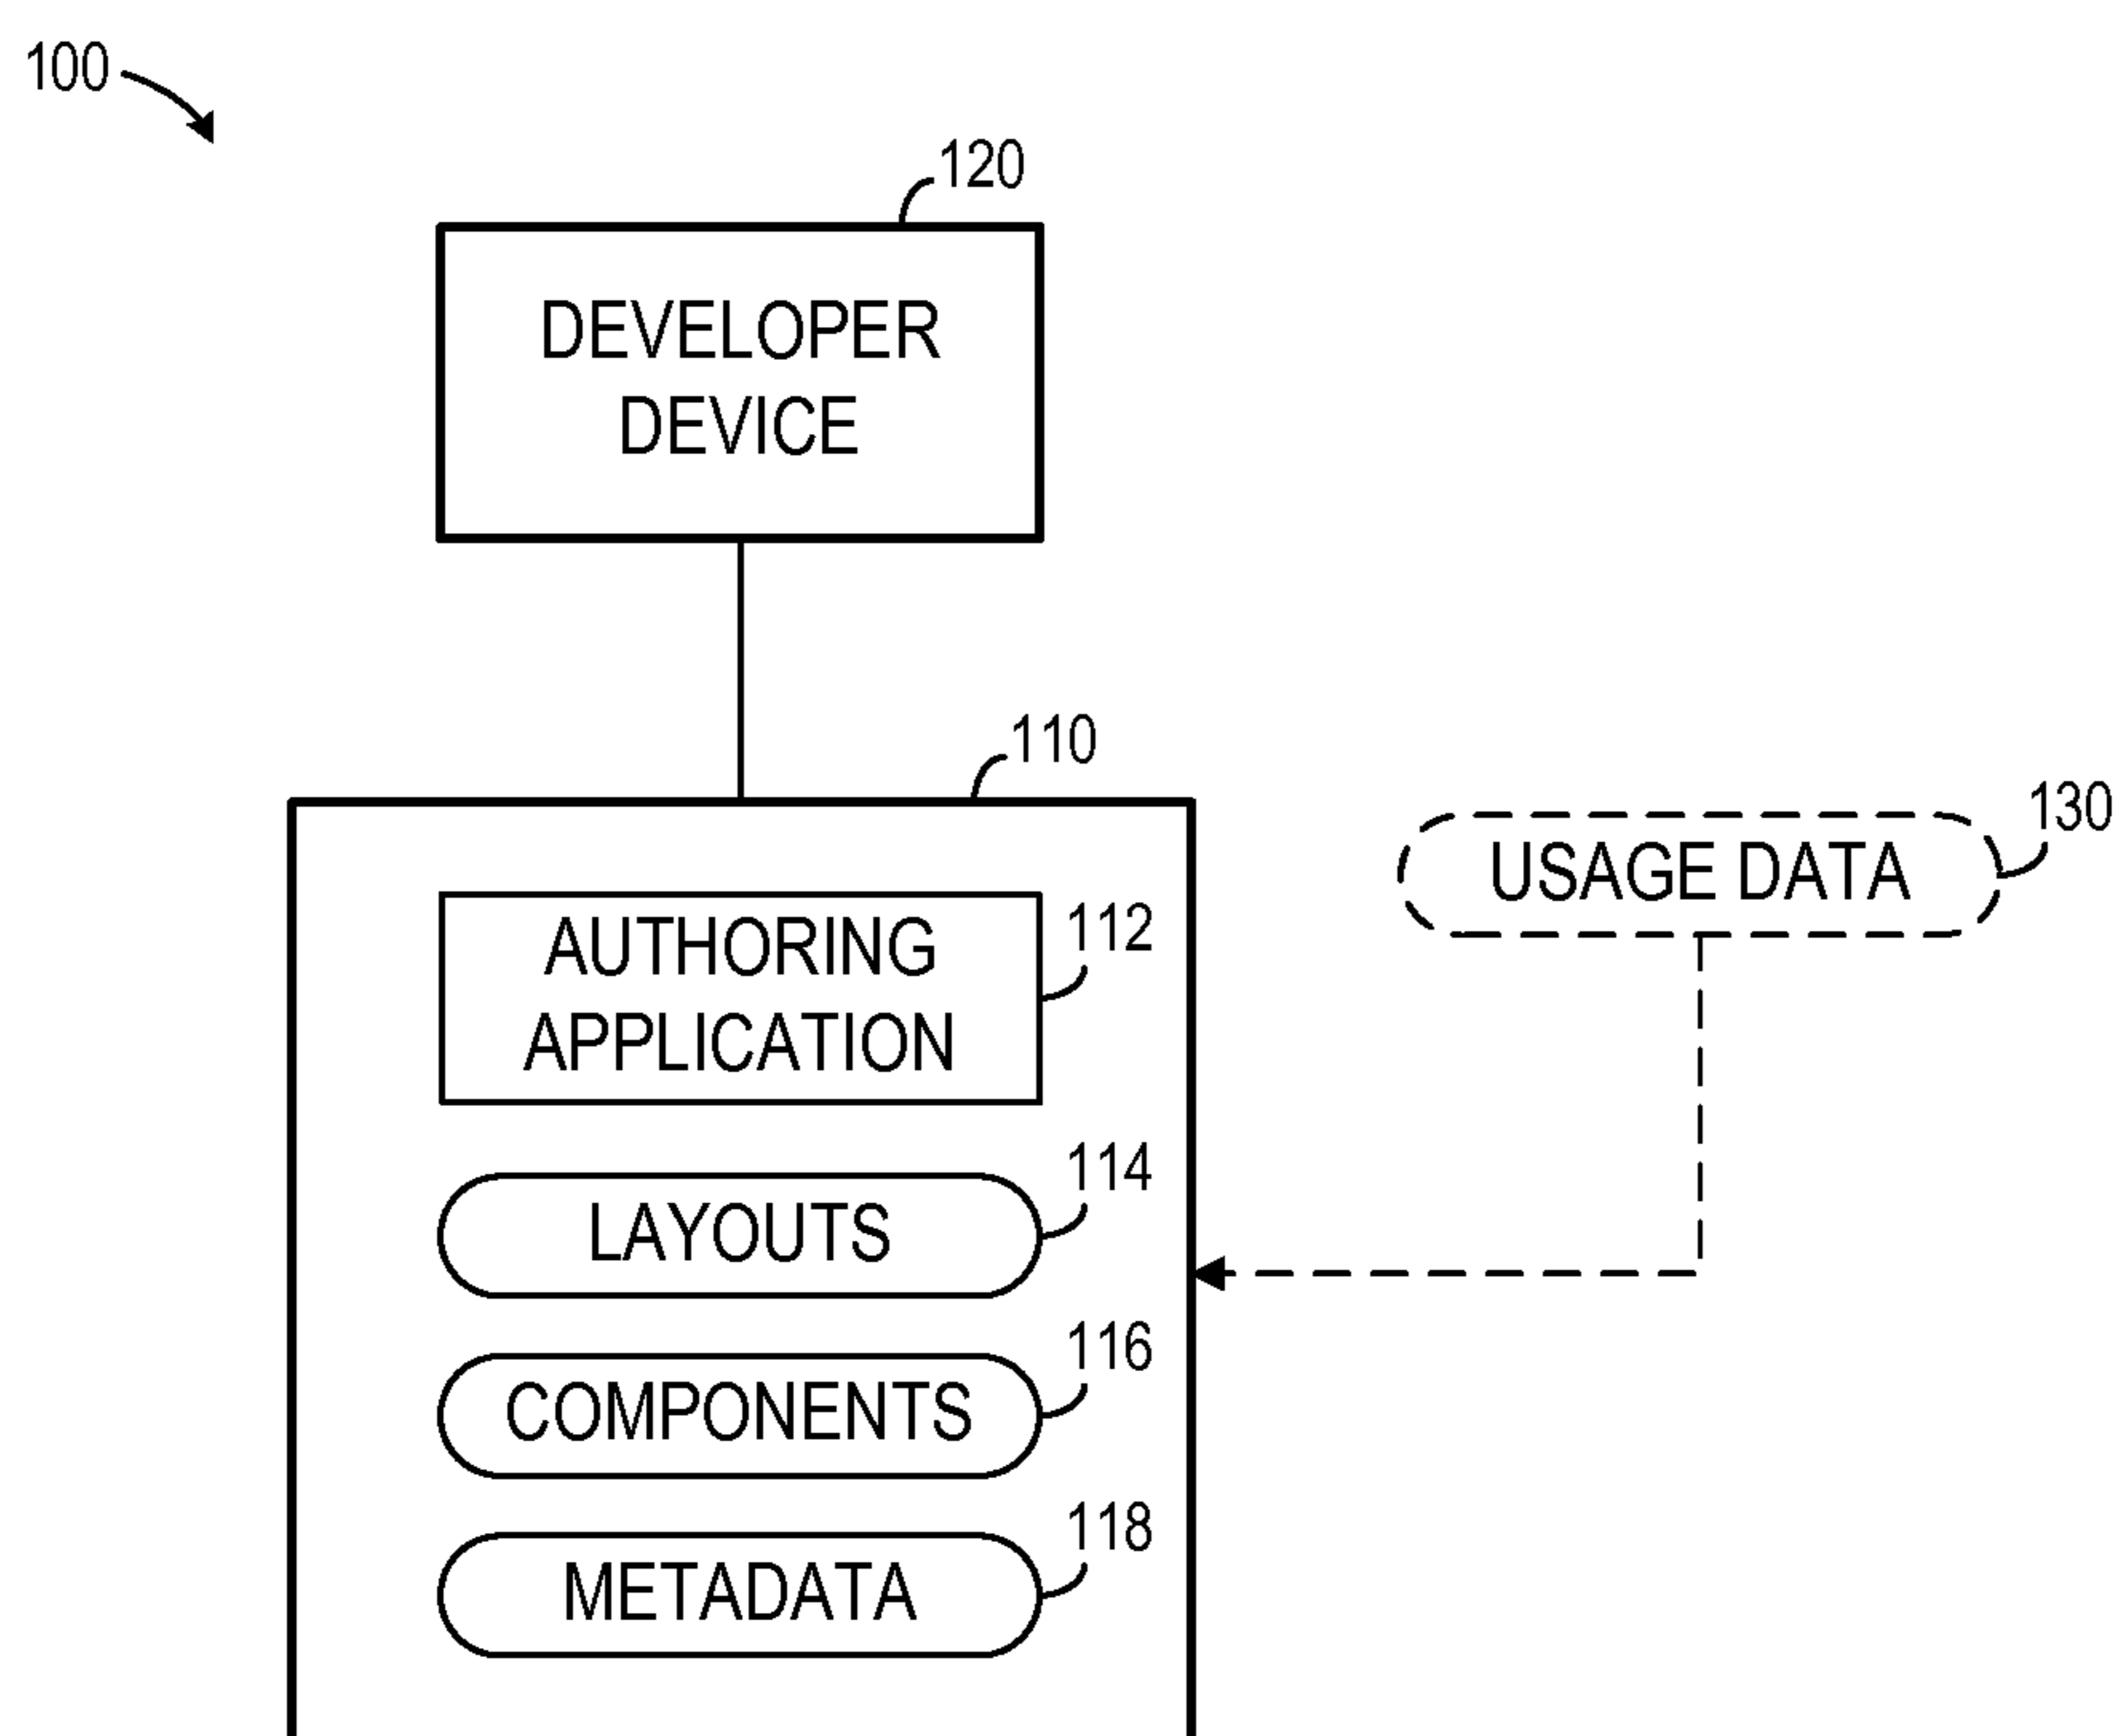 100
120
DEVELOPER
DEVICE
110
130
USAGE DATA
AUTHORING
APPLICATION
112
LAYOUTS
114
COMPONENTS
116
METADATA
118